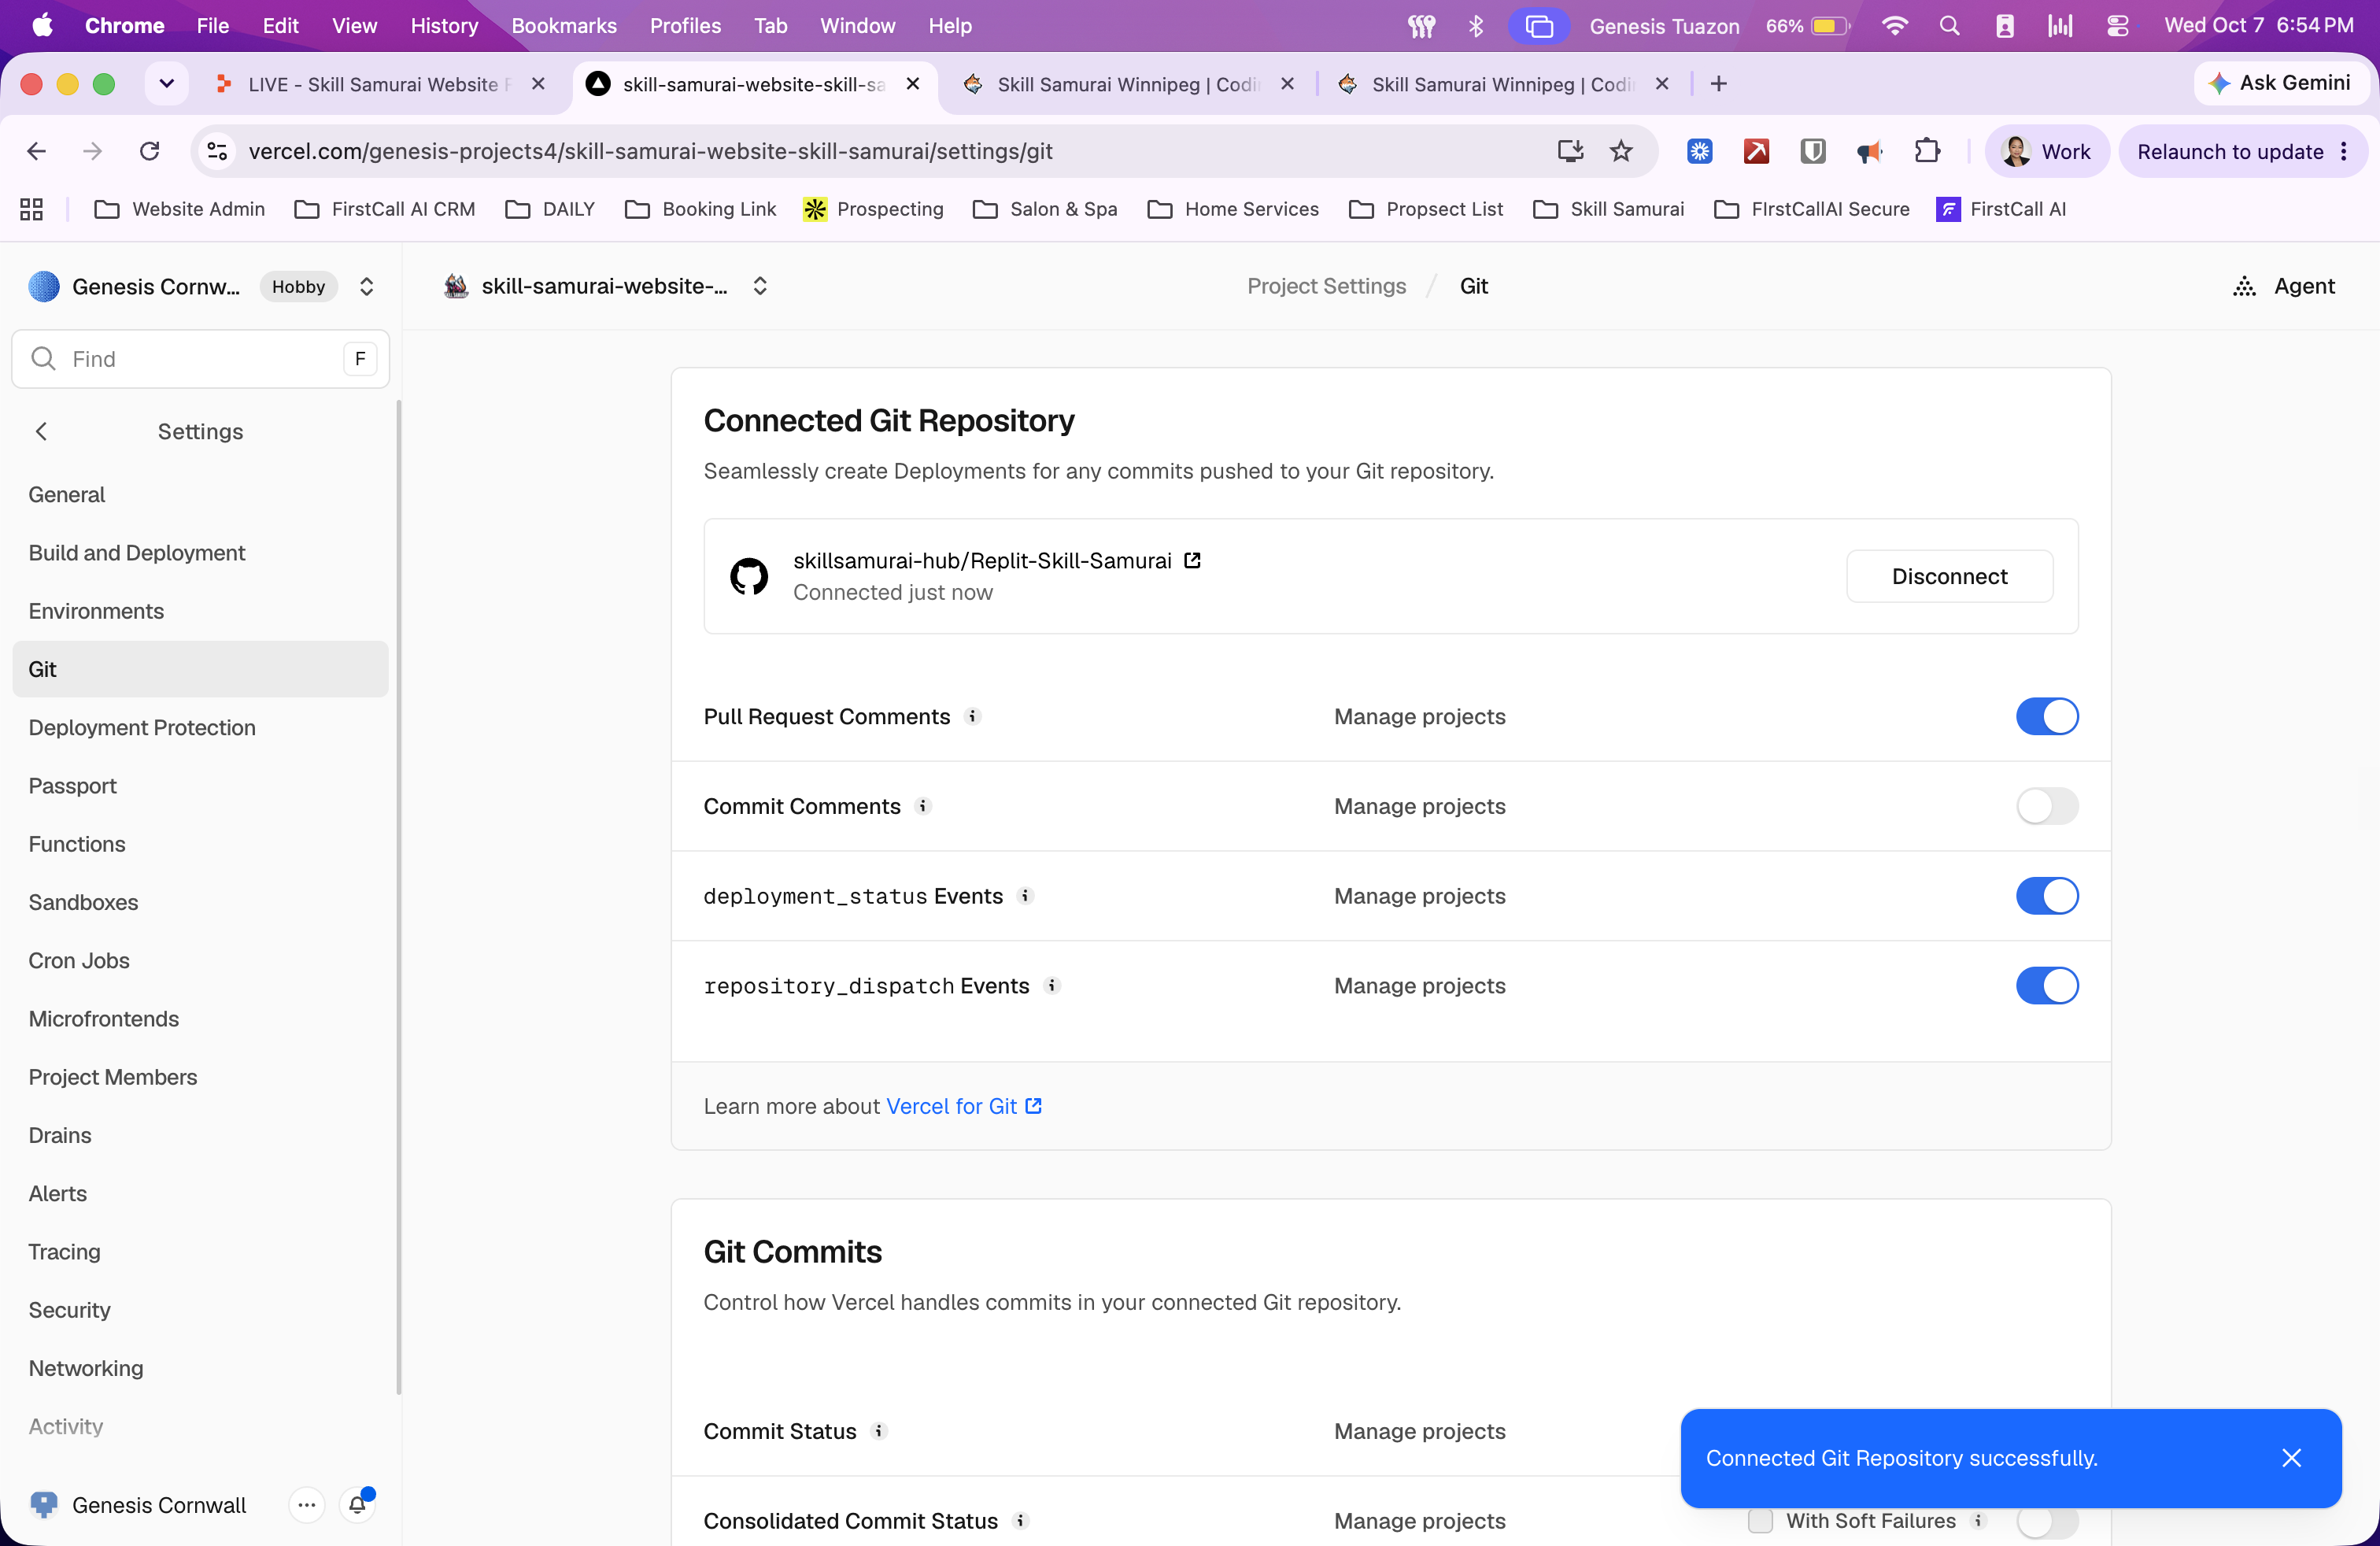 Chrome File Edit View History Bookmarks Profiles Tab Window Help Genesis Tuazon 66% Wed Oct 7 6:54 PM
LIVE - Skill Samurai Website skill-samurai-website-skill-sa Skill Samurai Winnipeg | Codi Skill Samurai Winnipeg | Codi Ask Gemini
vercel.com/genesis-projects4/skill-samurai-website-skill-samurai/settings/git Work Relaunch to update
Website Admin FirstCall AI CRM DAILY Booking Link Prospecting Salon & Spa Home Services Propsect List Skill Samurai FIrstCallAI Secure FirstCall AI
Genesis Cornw... Hobby skill-samurai-website-... Project Settings / Git Agent
Find F
Settings
General
Build and Deployment
Environments
Git
Deployment Protection
Passport
Functions
Sandboxes
Cron Jobs
Microfrontends
Project Members
Drains
Alerts
Tracing
Security
Networking
Activity
Genesis Cornwall
Connected Git Repository
Seamlessly create Deployments for any commits pushed to your Git repository.
skillsamurai-hub/Replit-Skill-Samurai
Connected just now
Disconnect
Pull Request Comments Manage projects
Commit Comments Manage projects
deployment_status Events Manage projects
repository_dispatch Events Manage projects
Learn more about Vercel for Git
Git Commits
Control how Vercel handles commits in your connected Git repository.
Commit Status Manage projects
Connected Git Repository successfully.
Consolidated Commit Status Manage projects With Soft Failures